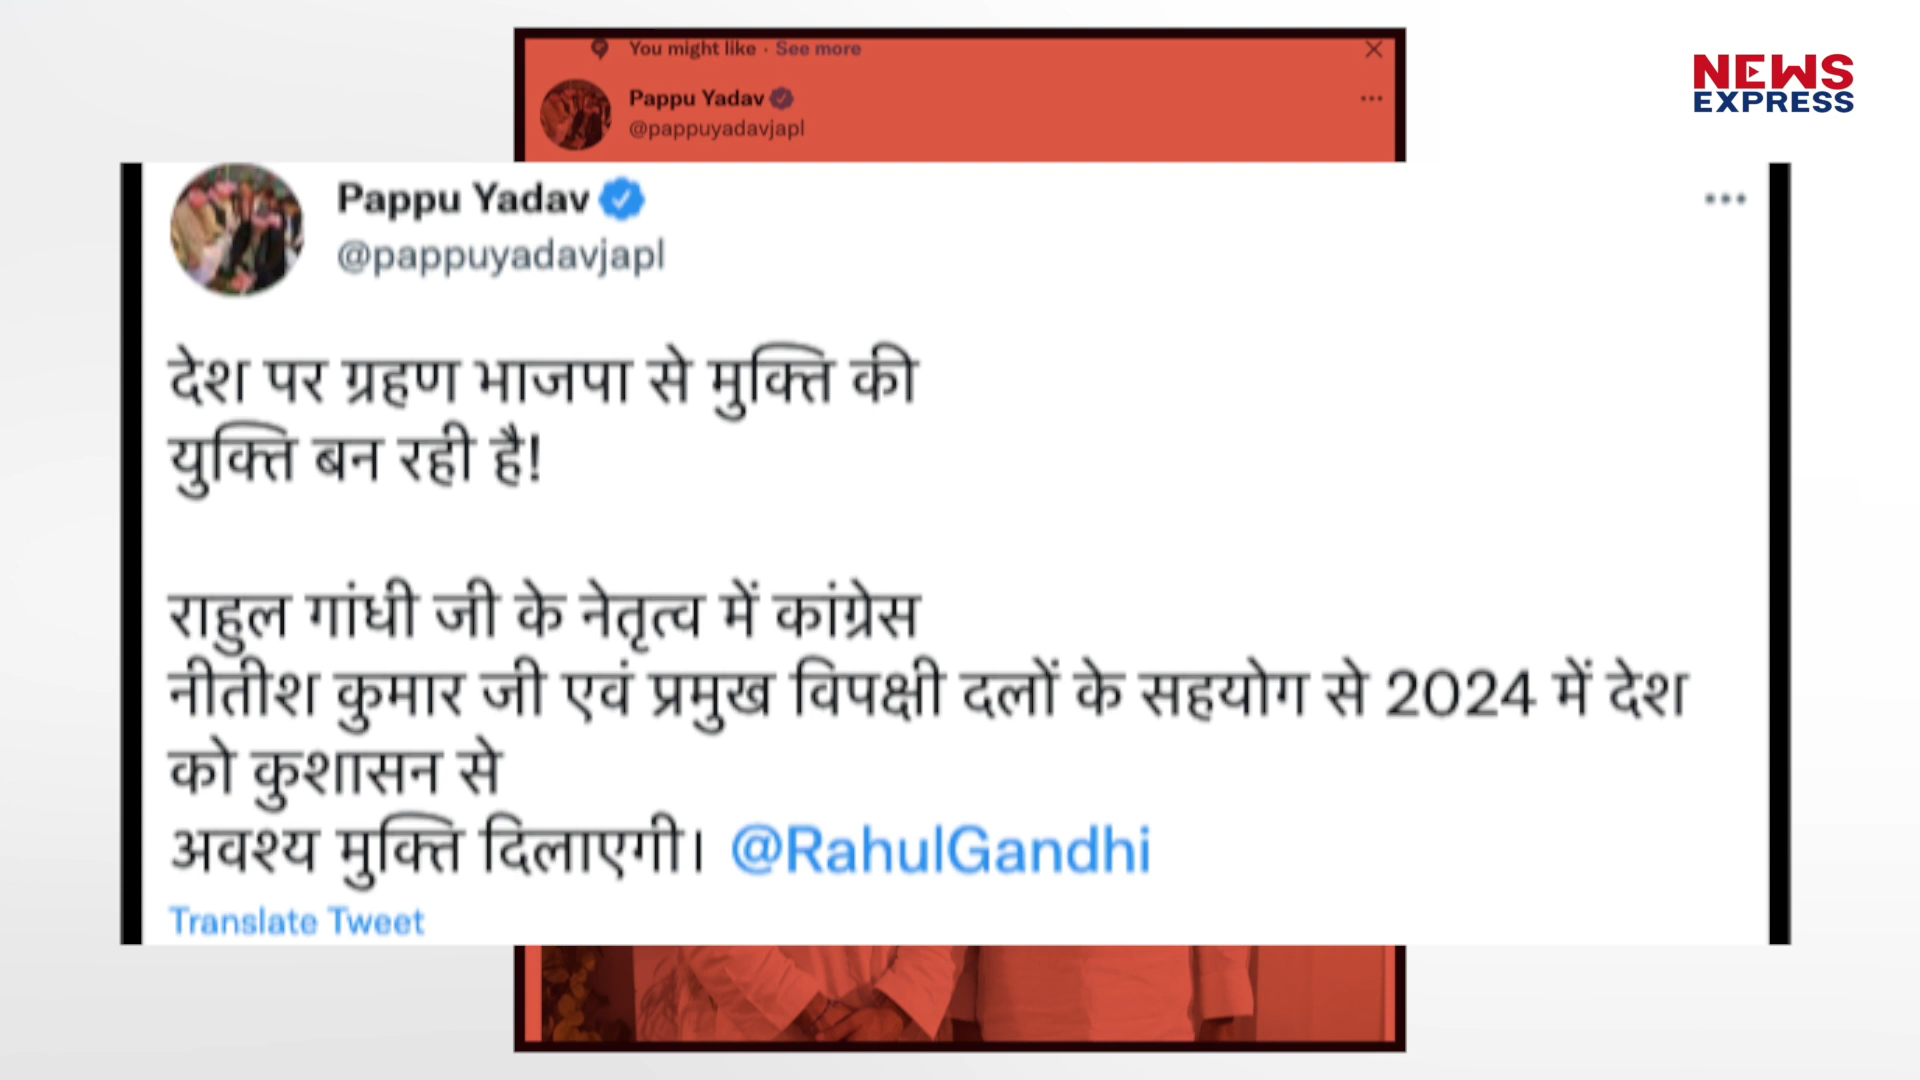 You might like · See more
Pappu Yadav
@pappuyadavjapl
NEWS
EXPRESS
Pappu Yadav
@pappuyadavjapl
देश पर ग्रहण भाजपा से मुक्ति की
युक्ति बन रही है!
राहुल गांधी जी के नेतृत्व में कांग्रेस
नीतीश कुमार जी एवं प्रमुख विपक्षी दलों के सहयोग से 2024 में देश
को कुशासन से
अवश्य मुक्ति दिलाएगी। @RahulGandhi
Translate Tweet